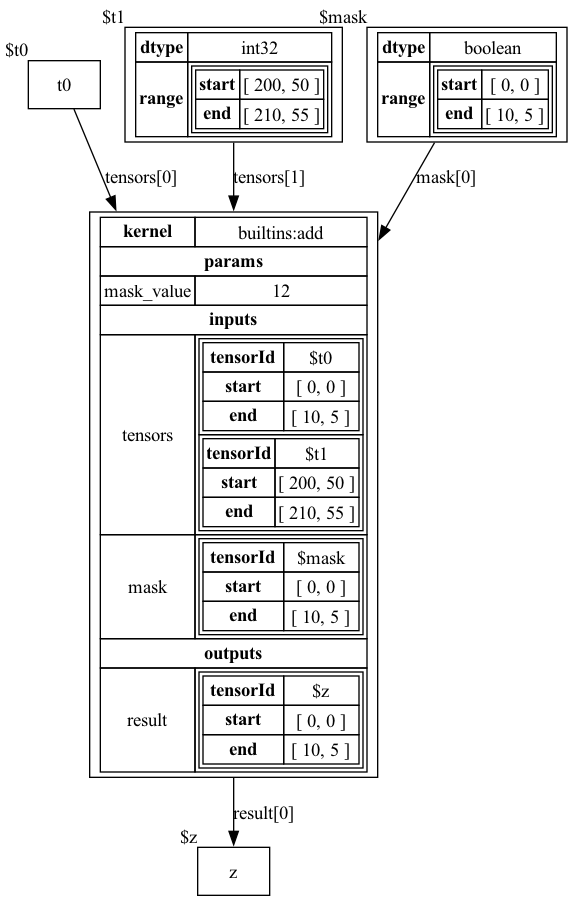 $t1
$mask
$t0
t0
dtype int32
range start [ 200, 50 ]
end [ 210, 55 ]
dtype boolean
range start [ 0, 0 ]
end [ 10, 5 ]
tensors[0]
tensors[1]
mask[0]
kernel builtins:add
params
mask_value 12
inputs
tensors
tensorId $t0
start [ 0, 0 ]
end [ 10, 5 ]
tensorId $t1
start [ 200, 50 ]
end [ 210, 55 ]
mask
tensorId $mask
start [ 0, 0 ]
end [ 10, 5 ]
outputs
result
tensorId $z
start [ 0, 0 ]
end [ 10, 5 ]
result[0]
$z
z